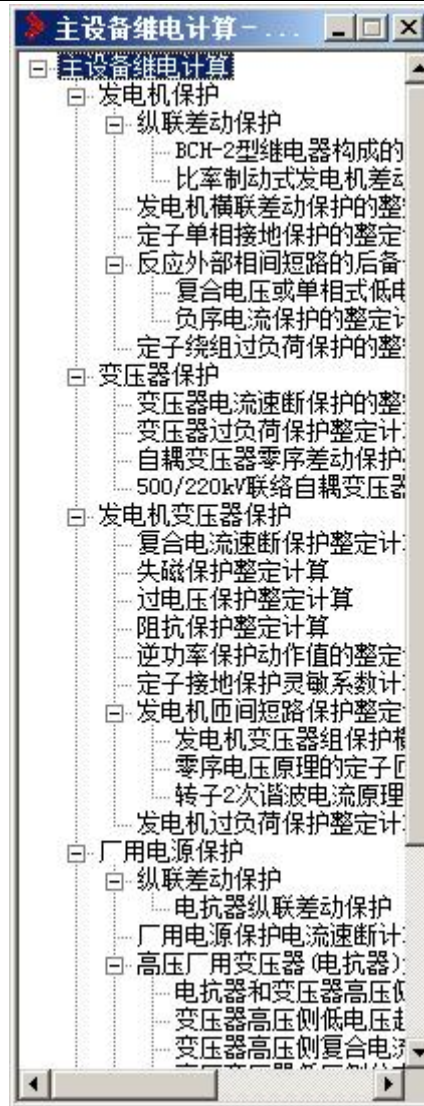 主设备继电计算-...
主设备继电计算
发电机保护
纵联差动保护
BCH-2型继电器构成的
比率制动式发电机差动
发电机横联差动保护的整
定子单相接地保护的整定
反应外部相间短路的后备
复合电压或单相式低电
负序电流保护的整定计
定子绕组过负荷保护的整
变压器保护
变压器电流速断保护的整
变压器过负荷保护整定计
自耦变压器零序差动保护
500/220kV联络自耦变压器
发电机变压器保护
复合电流速断保护整定计
失磁保护整定计算
过电压保护整定计算
阻抗保护整定计算
逆功率保护动作值的整定
定子接地保护灵敏系数计
发电机匝间短路保护整定
发电机变压器组保护横
零序电压原理的定子匝
转子2次谐波电流原理
发电机过负荷保护整定计
厂用电源保护
纵联差动保护
电抗器纵联差动保护
厂用电源保护电流速断计
高压厂用变压器(电抗器)
电抗器和变压器高压侧
变压器高压侧低电压起
变压器高压侧复合电流